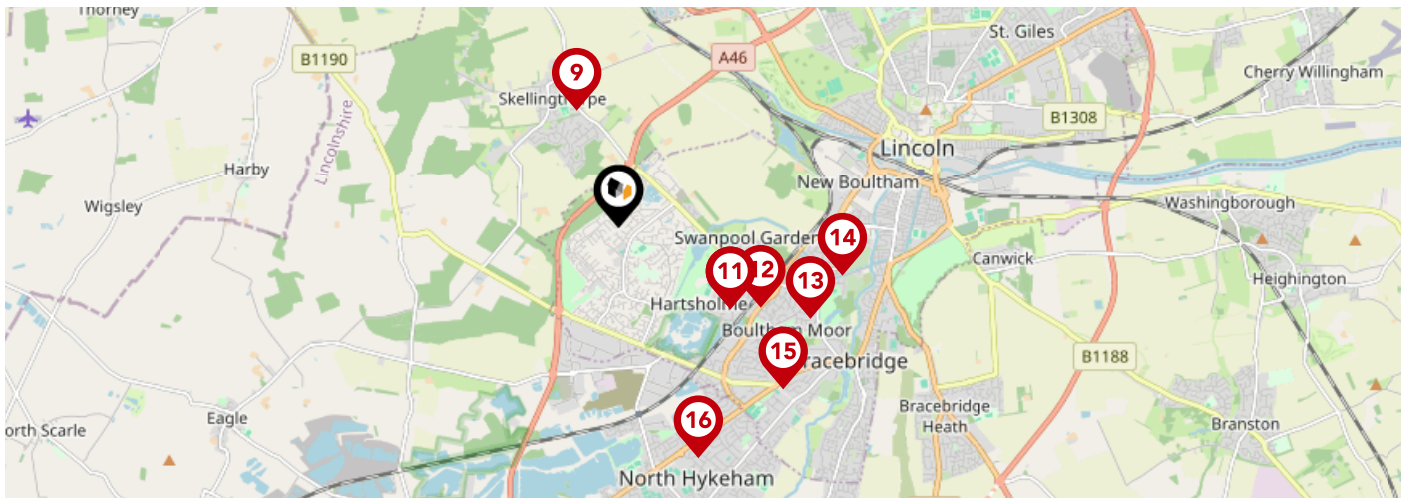 Thorney
B1190
9
Skellingthorpe
A46
St. Giles
Cherry Willingham
B1308
Lincoln
Lincolnshire
Harby
Wigsley
New Boultham
Washingborough
Swanpool Garden
14
Canwick
11
12
13
Heighington
Hartsholme
Boultham Moor
15
Bracebridge
B1188
Bracebridge
Heath
Eagle
16
orth Scarle
Branston
North Hykeham